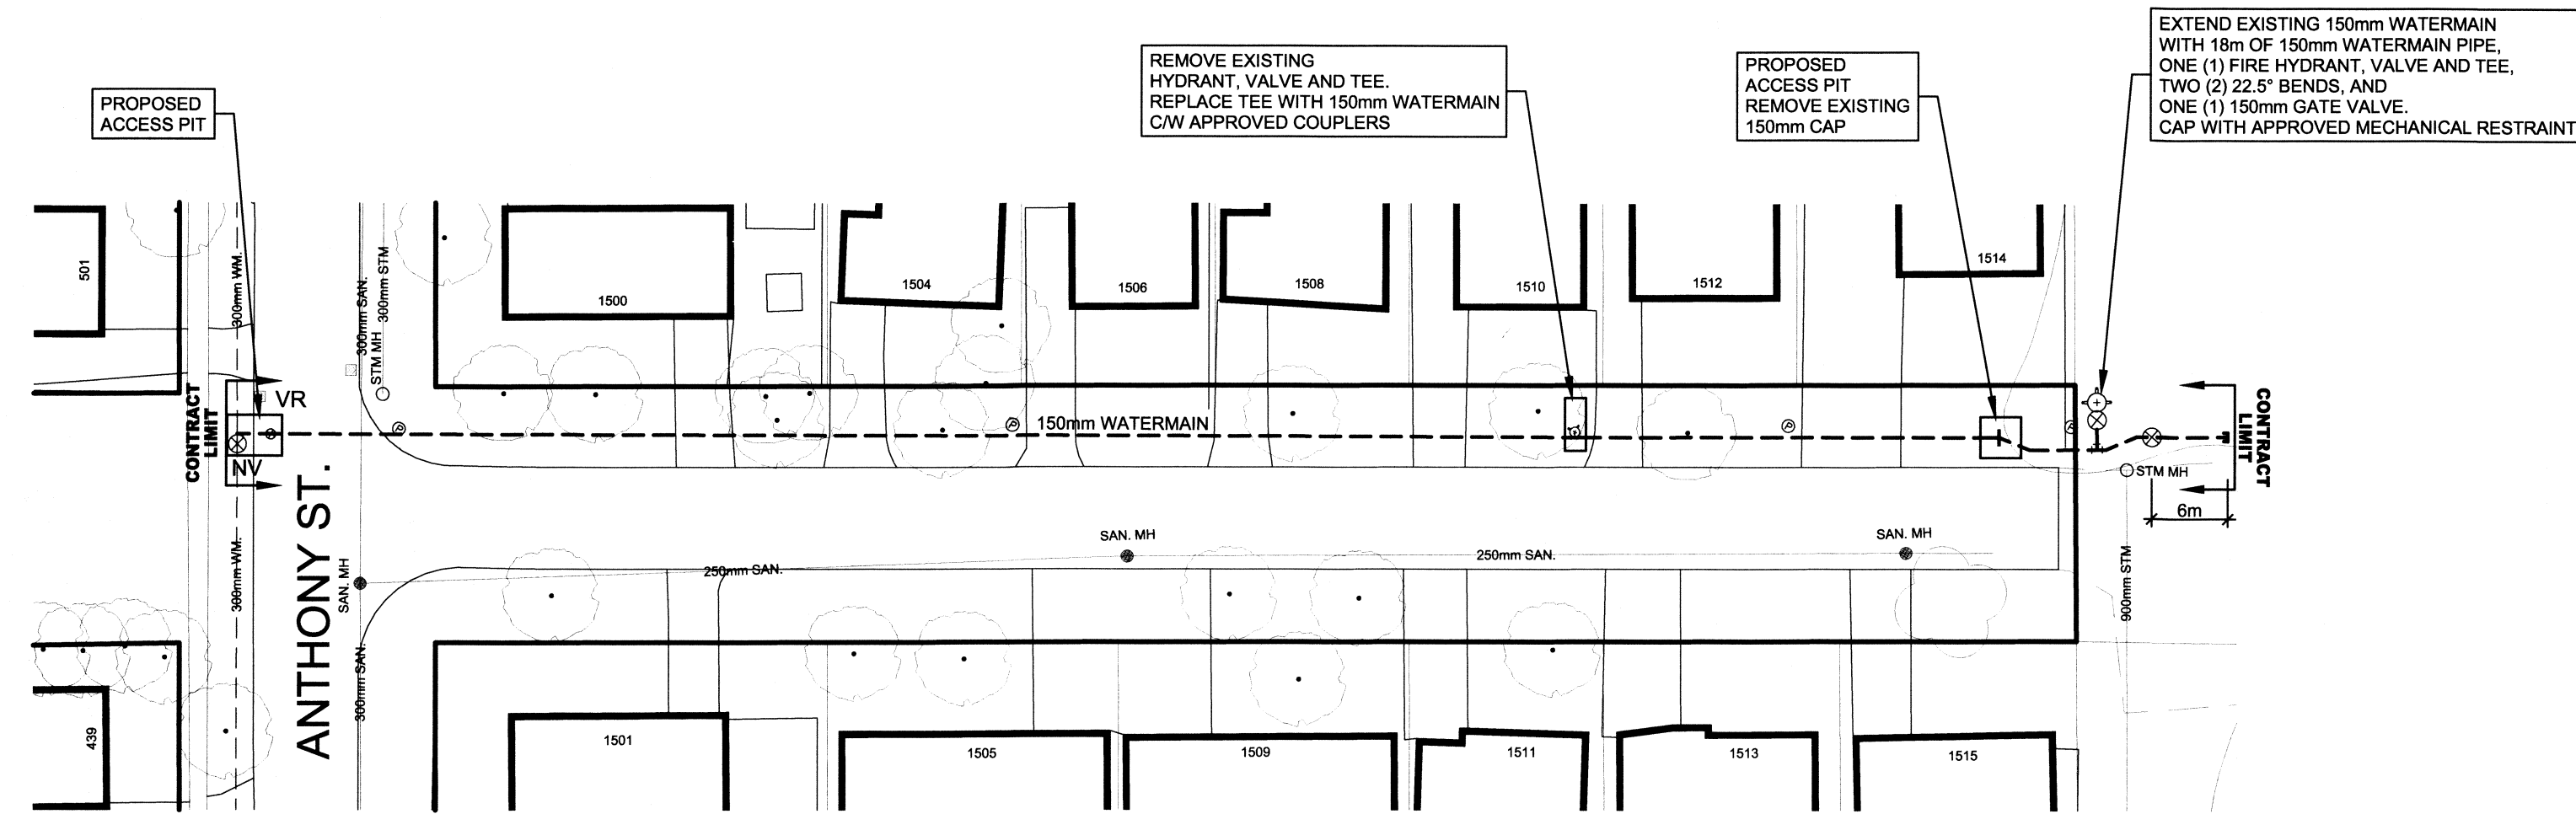 EXTEND EXISTING 150mm WATERMAIN
WITH 18m OF 150mm WATERMAIN PIPE,
ONE (1) FIRE HYDRANT, VALVE AND TEE,
TWO (2) 22.5° BENDS, AND
ONE (1) 150mm GATE VALVE.
CAP WITH APPROVED MECHANICAL RESTRAINT
REMOVE EXISTING
HYDRANT, VALVE AND TEE.
REPLACE TEE WITH 150mm WATERMAIN
C/W APPROVED COUPLERS
PROPOSED
ACCESS PIT
REMOVE EXISTING
150mm CAP
PROPOSED
ACCESS PIT
501
300mm WM.
300mm SAN.
300mm STM
STM MH
1500
1504
1506
1508
1510
1512
1514
CONTRACT
LIMIT
VR
NV
P
P
150mm WATERMAIN
P
P
CONTRACT
LIMIT
STM MH
6m
ANTHONY ST.
300mm WM.
SAN. MH
300mm SAN.
250mm SAN.
SAN. MH
250mm SAN.
SAN. MH
900mm STM
439
1501
1505
1509
1511
1513
1515